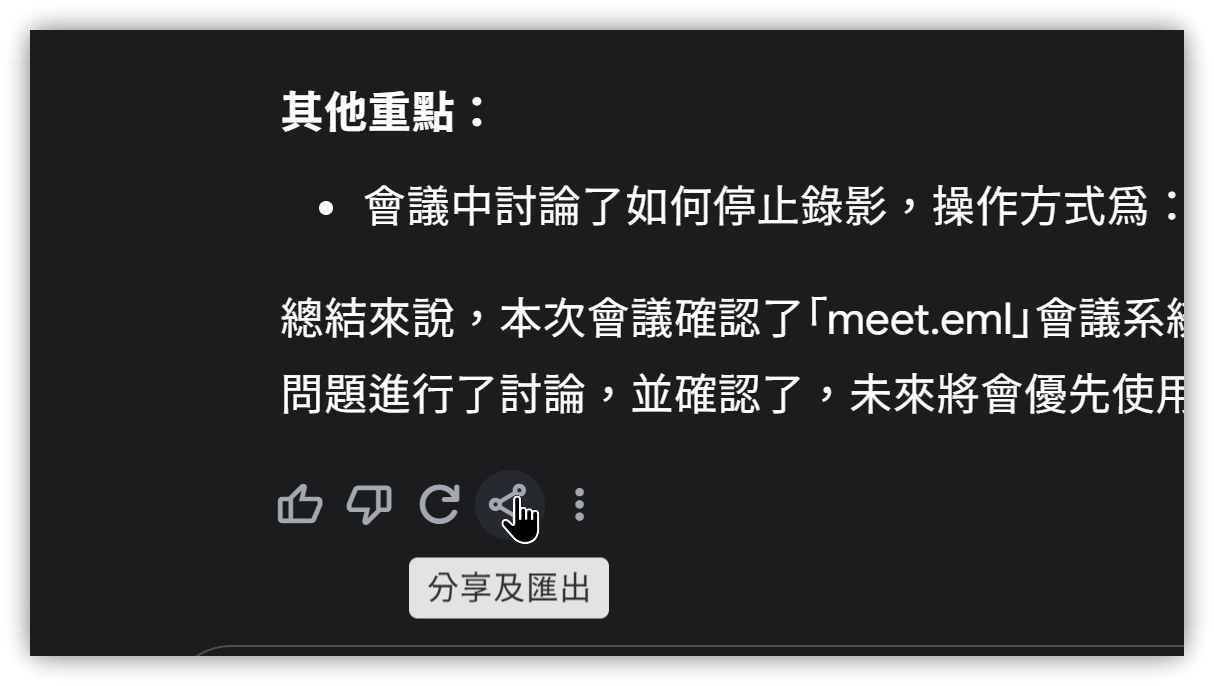 其他重點：
• 會議中討論了如何停止錄影，操作方式爲：
總結來說，本次會議確認了「meet.eml」會議系統
問題進行了討論，並確認了，未來將會優先使用
分享及匯出